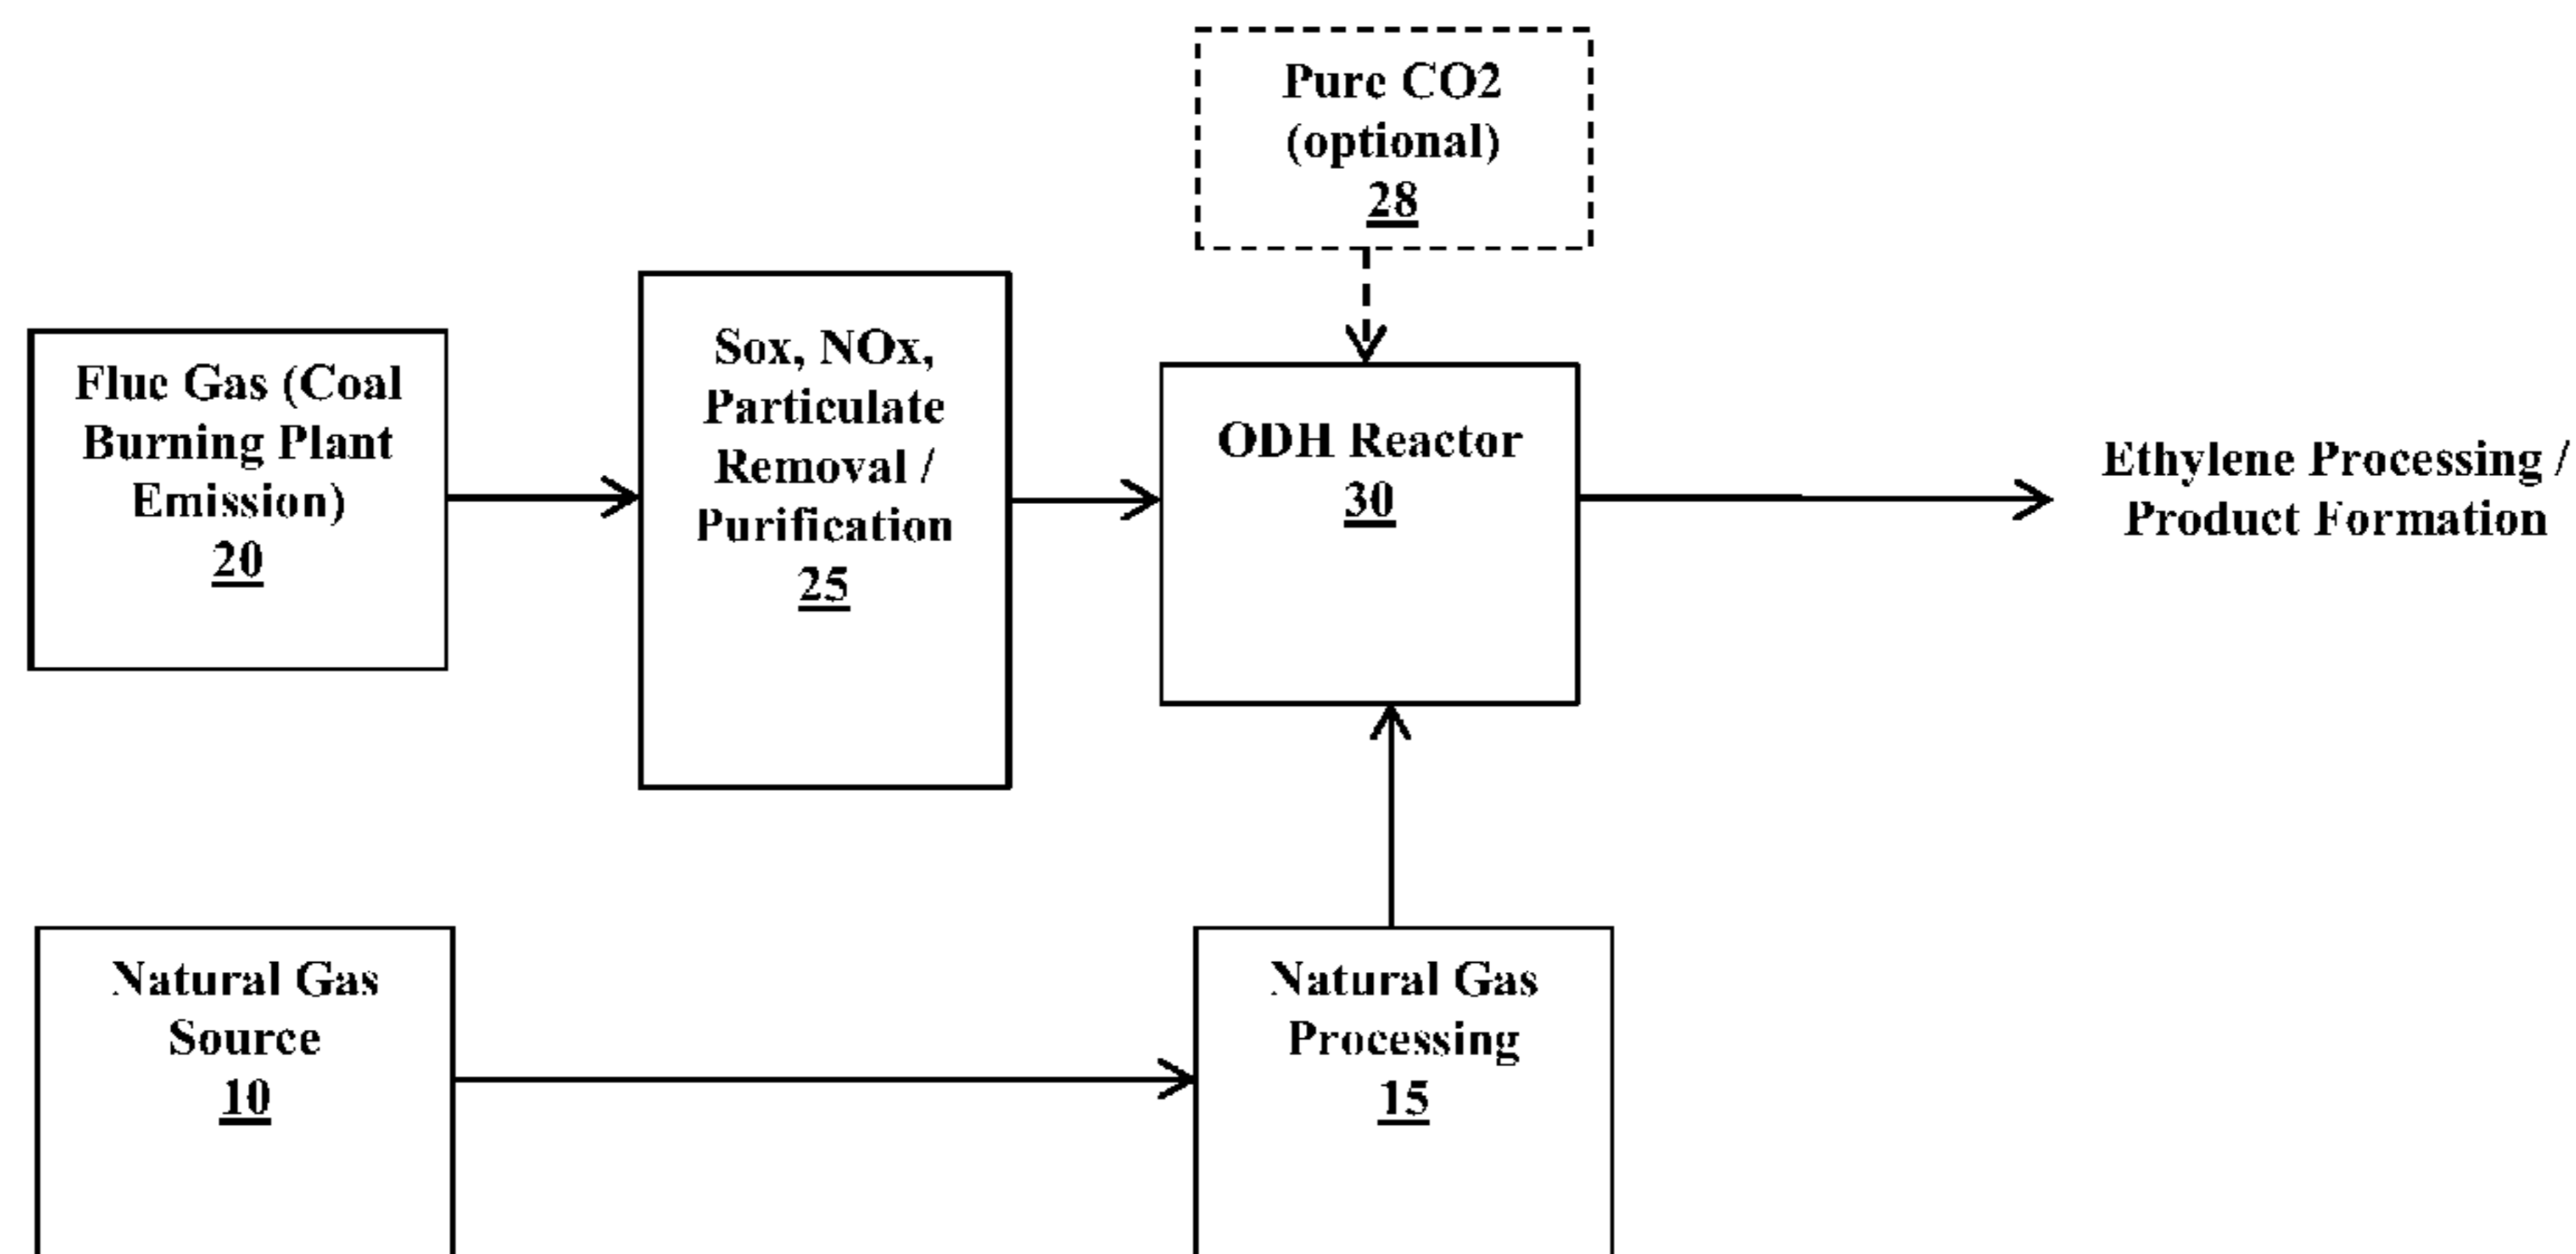 Pure CO2
(optional)
28
Flue Gas (Coal
Burning Plant
Emission)
20
Sox, NOx,
Particulate
Removal /
Purification
25
ODH Reactor
30
Ethylene Processing /
Product Formation
Natural Gas
Source
10
Natural Gas
Processing
15